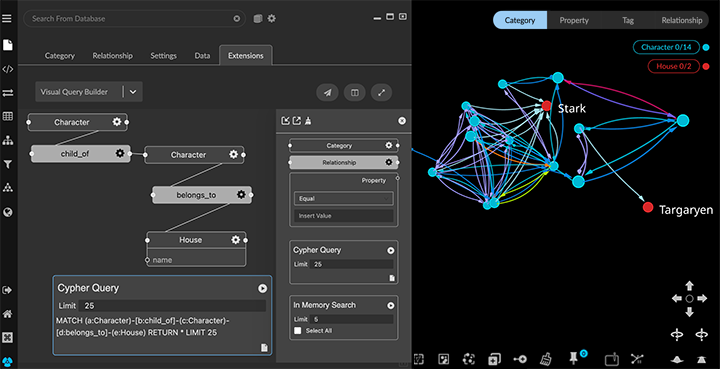 Search From Database
Category Property Tag Relationship
Character 0/14
House 0/2
Category Relationship Settings Data Extensions
Visual Query Builder
Character
child_of
Character
belongs_to
House
name
Cypher Query
Limit 25
MATCH (a:Character)-[b:child_of]-(c:Character)-
[d:belongs_to]-(e:House) RETURN * LIMIT 25
Category
Relationship
Property
Equal
Insert Value
Cypher Query
Limit 25
In Memory Search
Limit
5
Select All
Stark
Targaryen
0